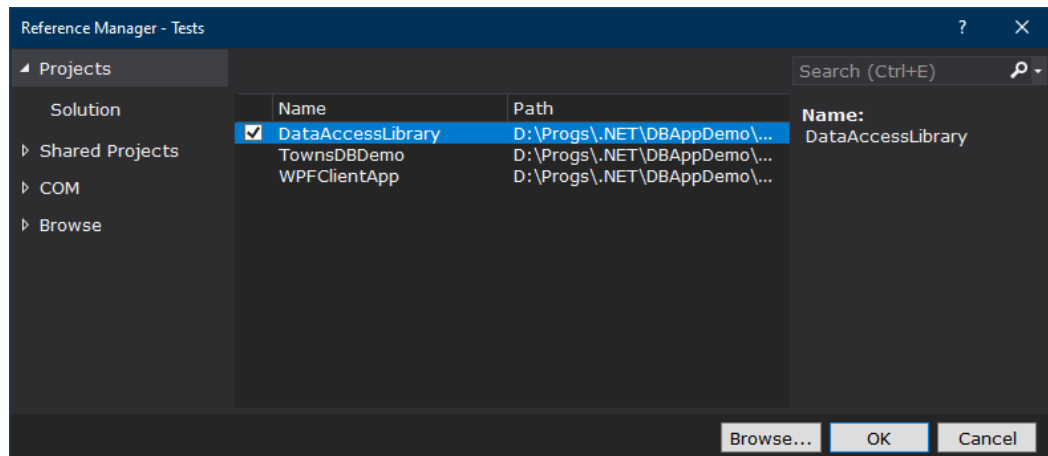 Reference Manager - Tests ?
Projects
Search (Ctrl+E)
Solution
Shared Projects
COM
Browse
Name Path
DataAccessLibrary D:\Progs\.NET\DBAppDemo\...
TownsDBDemo D:\Progs\.NET\DBAppDemo\...
WPFClientApp D:\Progs\.NET\DBAppDemo\...
Name:
DataAccessLibrary
Browse... OK Cancel